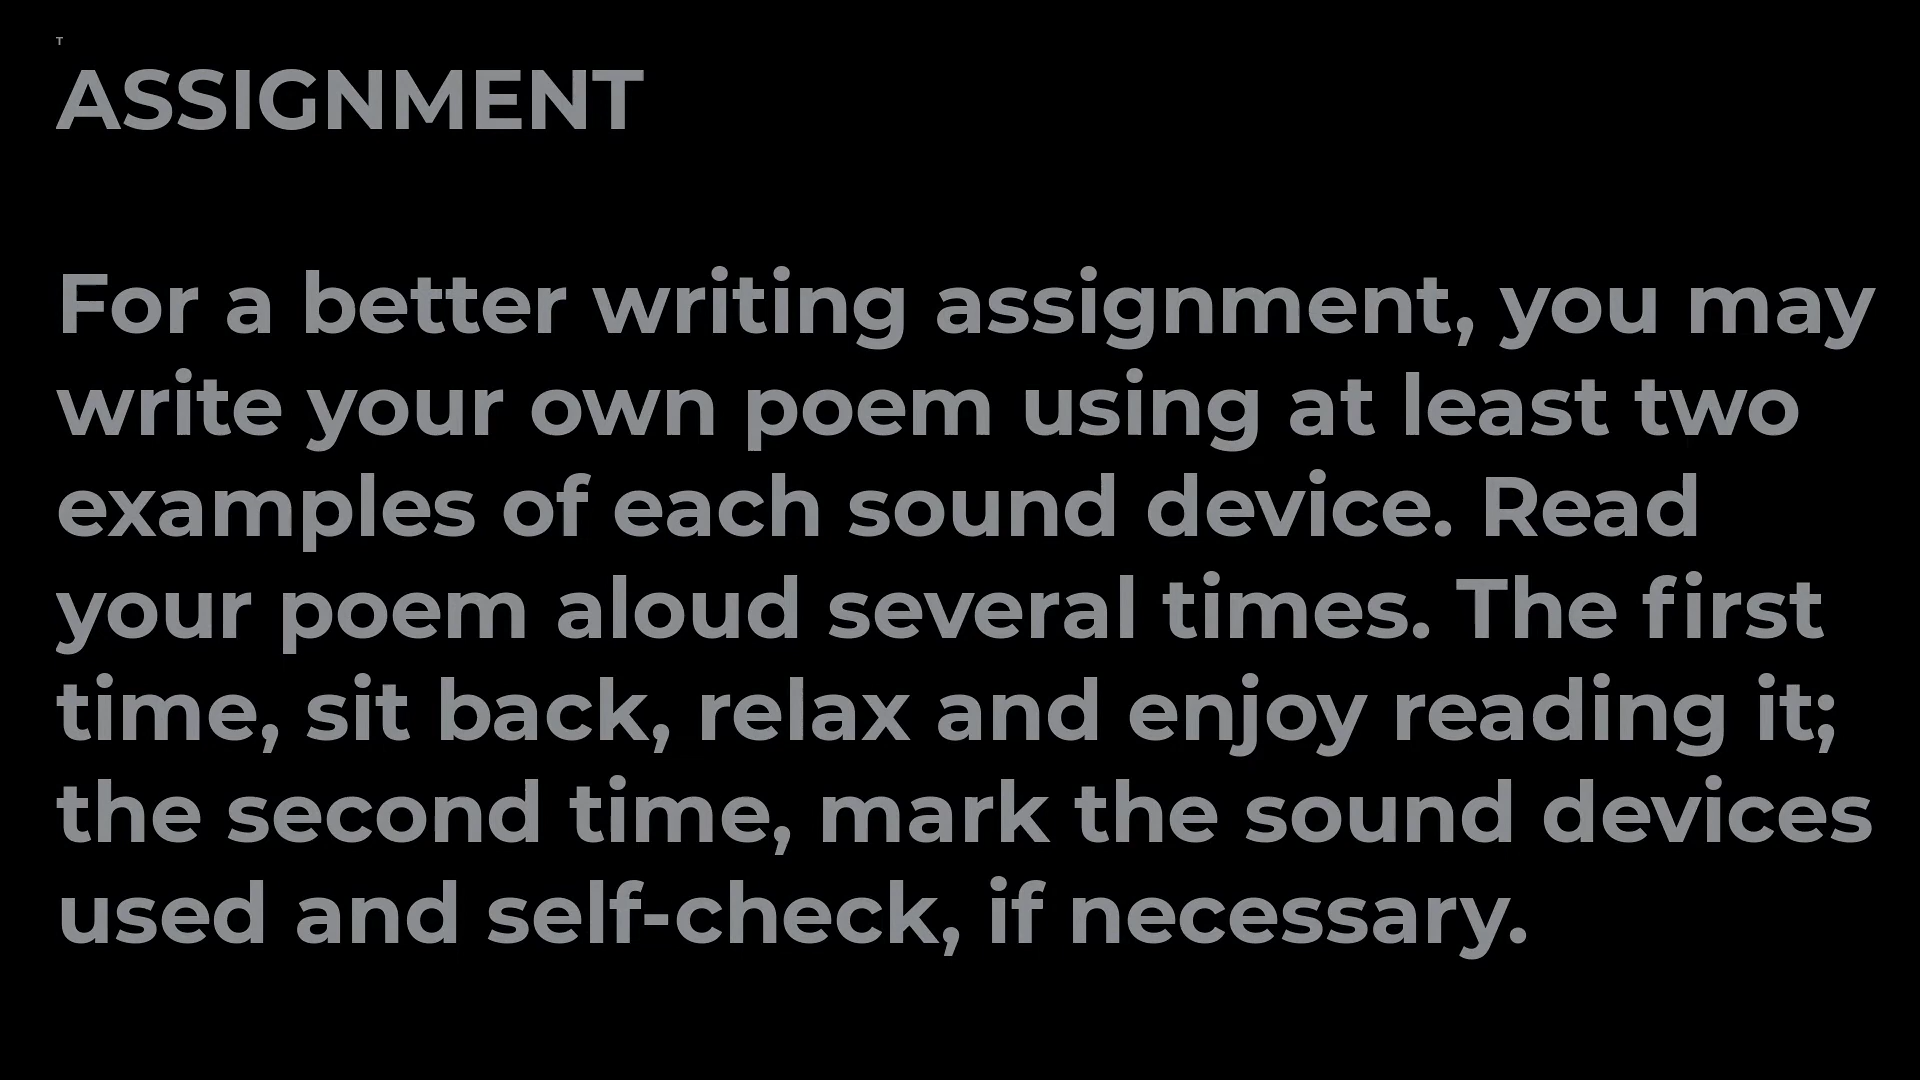 T
ASSIGNMENT
For a better writing assignment, you may
write your own poem using at least two
examples of each sound device. Read
your poem aloud several times. The first
time, sit back, relax and enjoy reading it;
the second time, mark the sound devices
used and self-check, if necessary.